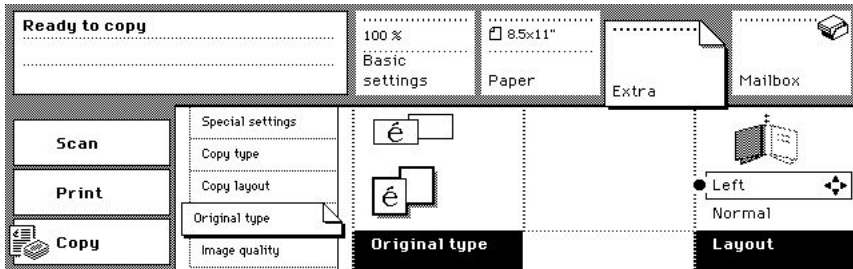 Ready to copy
100 %
Basic
settings
8.5x11"
Paper
Extra
Mailbox
Scan
Print
Copy
Special settings
Copy type
Copy layout
Original type
Image quality
é
é
Original type
Left
Normal
Layout